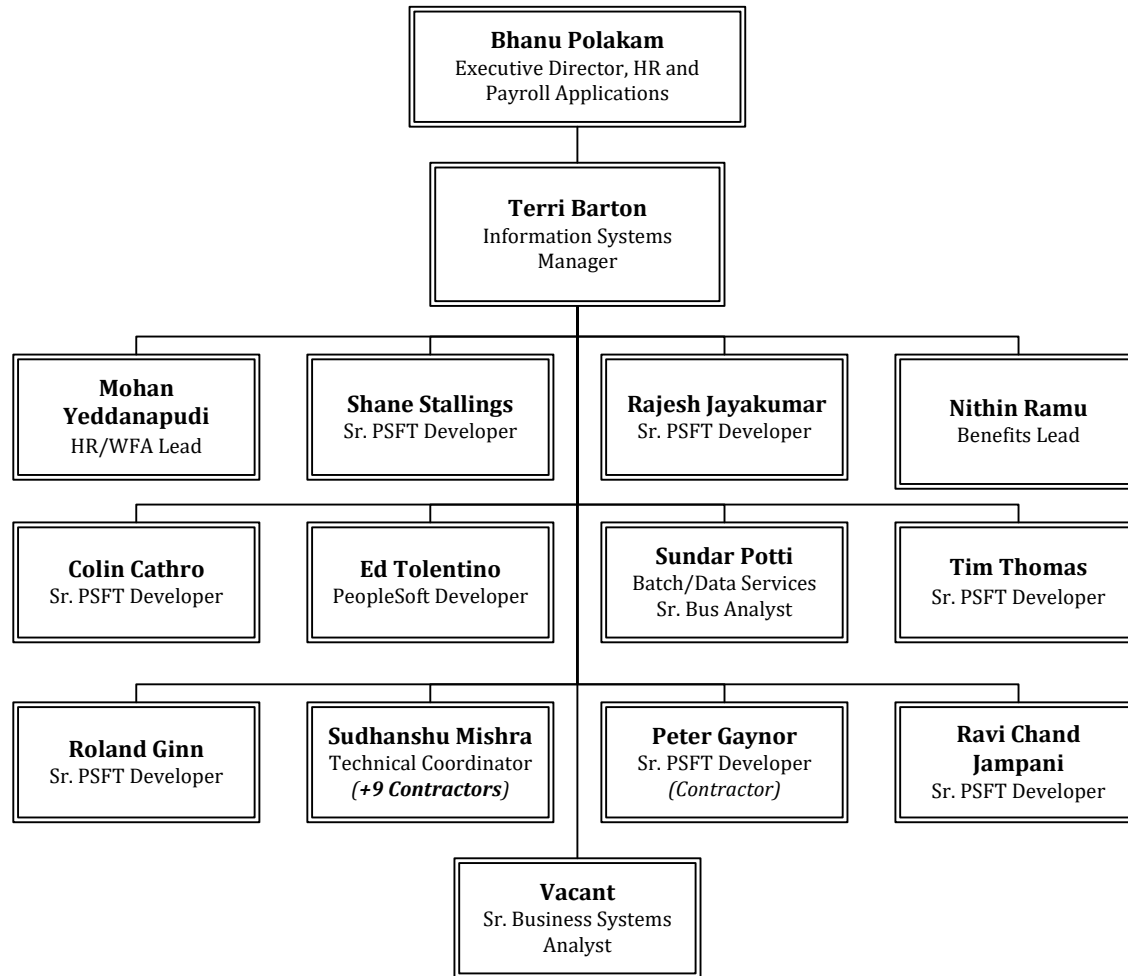 Bhanu Polakam
Executive Director, HR and
Payroll Applications
Terri Barton
Information Systems
Manager
Mohan
Yeddanapudi
HR/WFA Lead
Shane Stallings
Sr. PSFT Developer
Rajesh Jayakumar
Sr. PSFT Developer
Nithin Ramu
Benefits Lead
Colin Cathro
Sr. PSFT Developer
Ed Tolentino
PeopleSoft Developer
Sundar Potti
Batch/Data Services
Sr. Bus Analyst
Tim Thomas
Sr. PSFT Developer
Roland Ginn
Sr. PSFT Developer
Sudhanshu Mishra
Technical Coordinator
(+9 Contractors)
Peter Gaynor
Sr. PSFT Developer
(Contractor)
Ravi Chand
Jampani
Sr. PSFT Developer
Vacant
Sr. Business Systems
Analyst